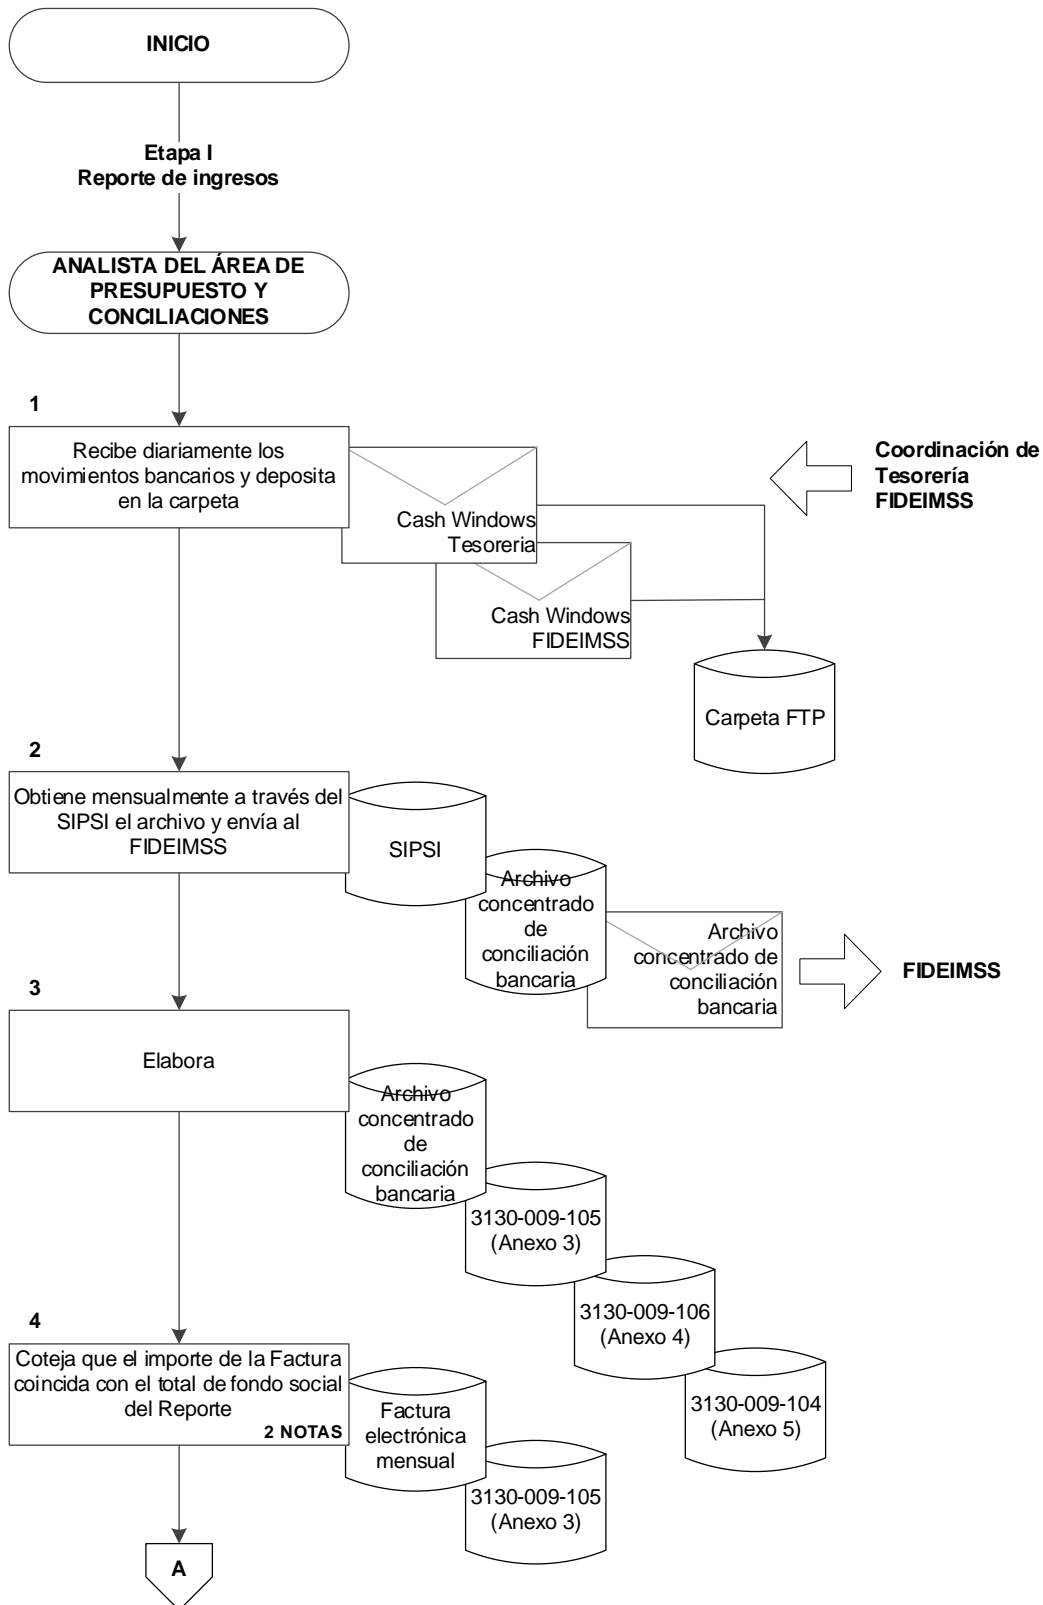 INICIO
Etapa I
Reporte de ingresos
ANALISTA DEL ÁREA DE
PRESUPUESTO Y
CONCILIACIONES
1
Recibe diariamente los
movimientos bancarios y deposita
en la carpeta
Cash Windows
Tesoreria
Cash Windows
FIDEIMSS
Coordinación de
Tesorería
FIDEIMSS
Carpeta FTP
2
Obtiene mensualmente a través del
SIPSI el archivo y envía al
FIDEIMSS
SIPSI
Archivo
concentrado
de
conciliación
bancaria
Archivo
concentrado de
conciliación
bancaria
FIDEIMSS
3
Elabora
Archivo
concentrado
de
conciliación
bancaria
3130-009-105
(Anexo 3)
3130-009-106
(Anexo 4)
3130-009-104
(Anexo 5)
4
Coteja que el importe de la Factura
coincida con el total de fondo social
del Reporte
2 NOTAS
Factura
electrónica
mensual
3130-009-105
(Anexo 3)
A